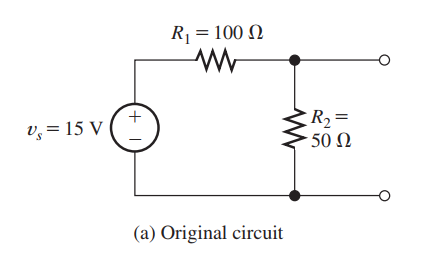 R₁ = 100 Ω
+
vₛ = 15 V
−
R₂ =
50 Ω
(a) Original circuit